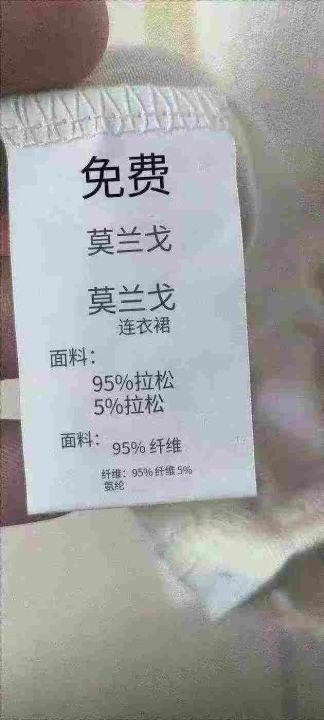 免费
莫兰戈
莫兰戈
连衣裙
面料：
95%拉松
5%拉松
面料：
95% 纤维
纤维：95% 纤维 5%
氨纶